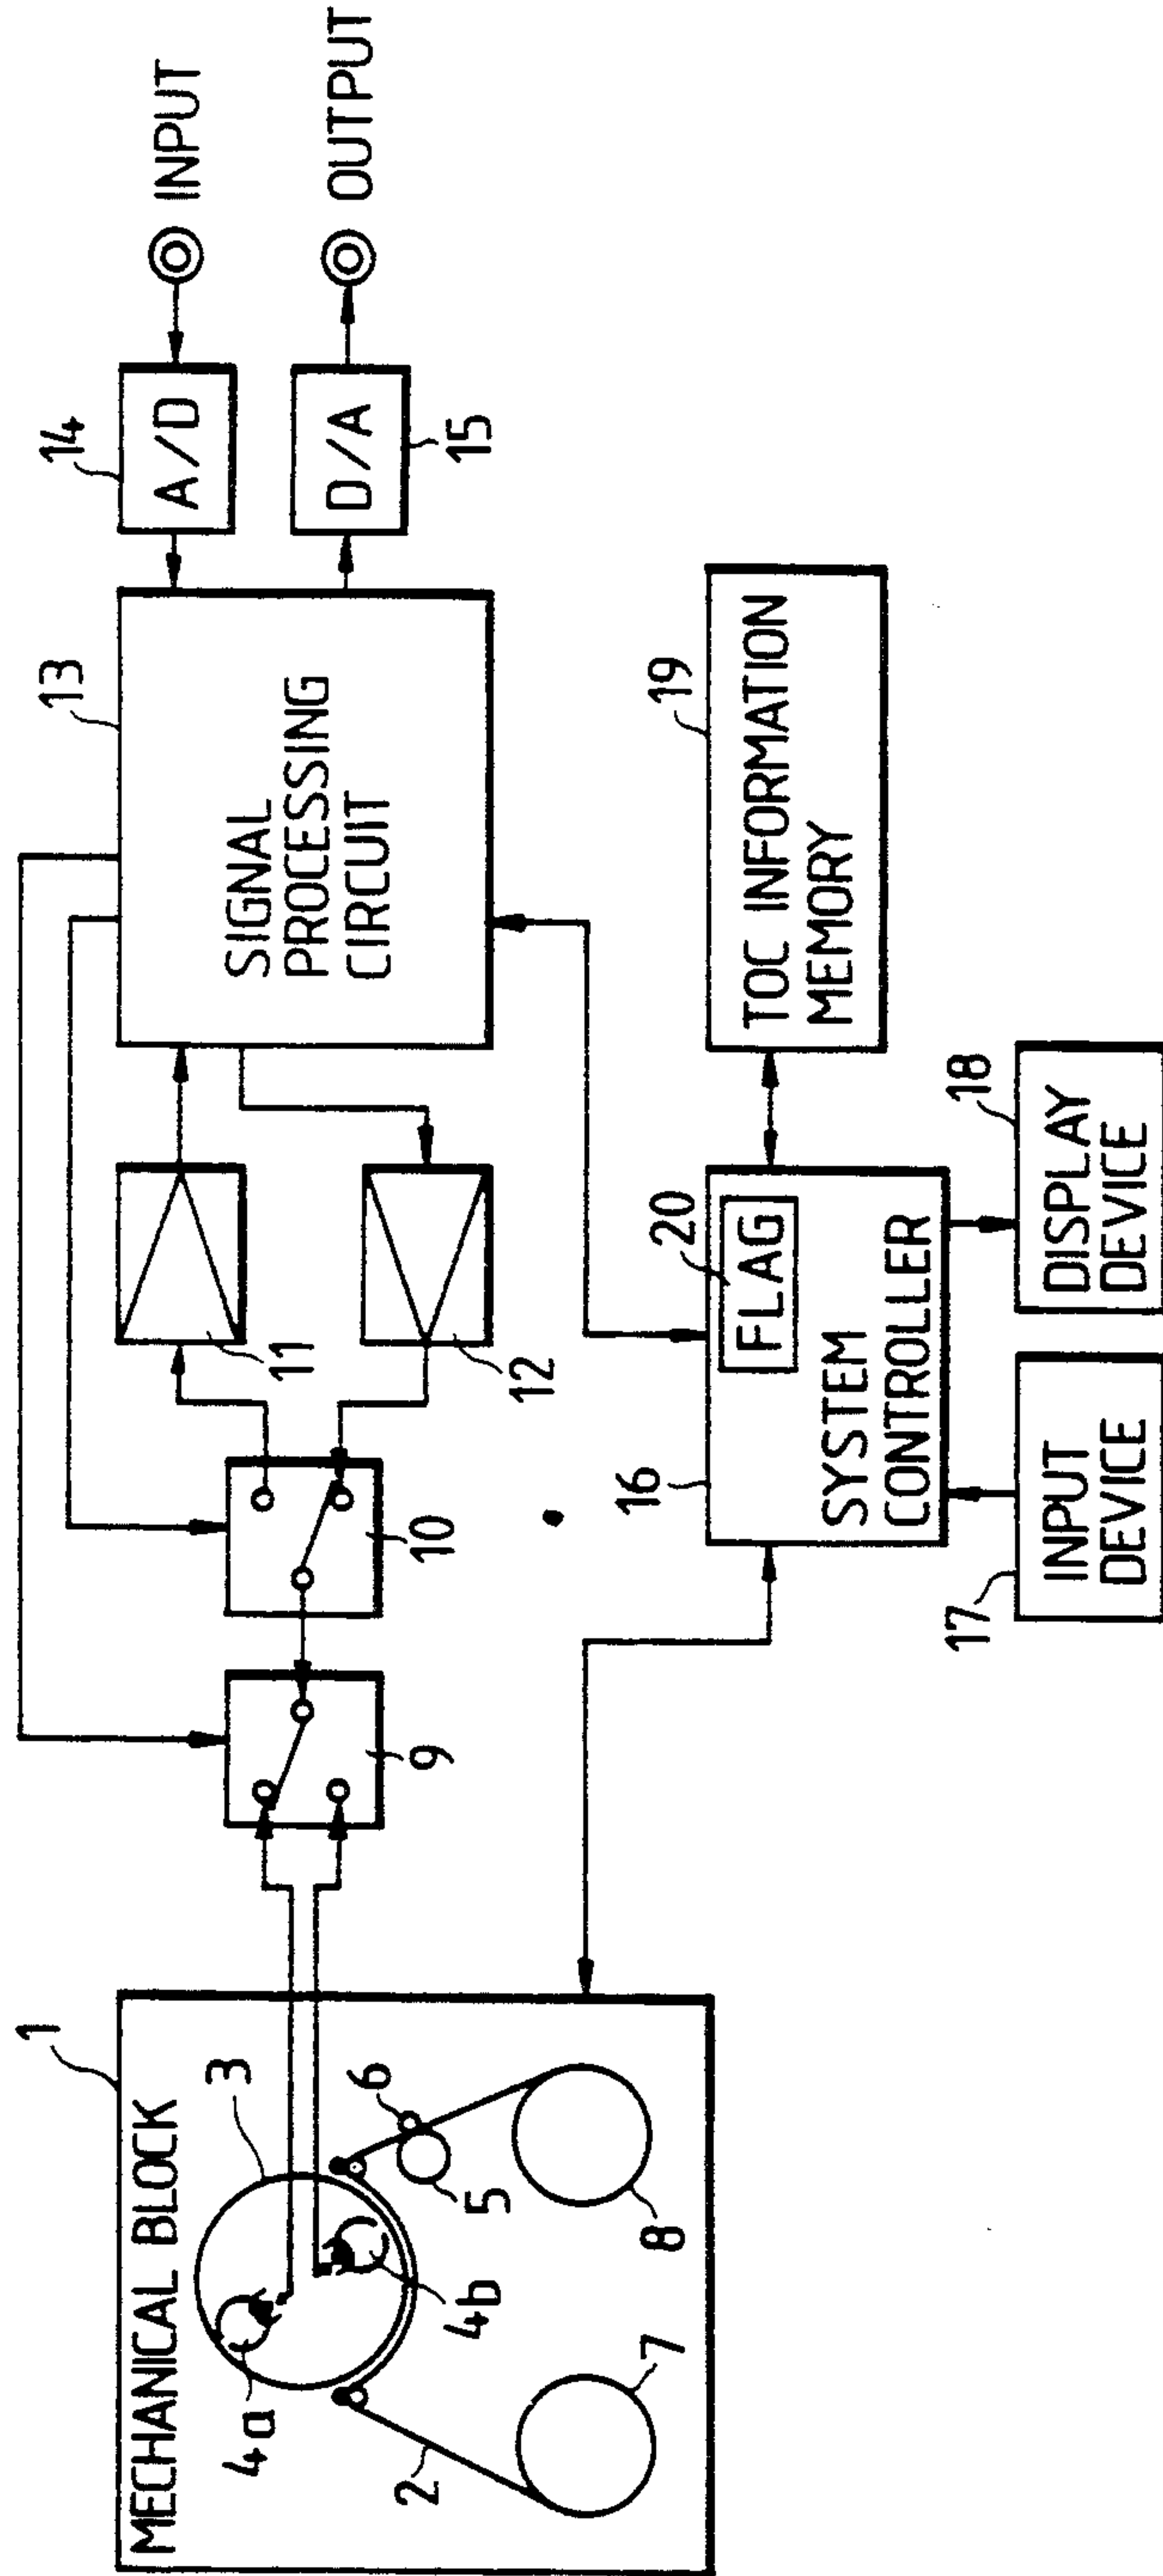 1
MECHANICAL BLOCK
3
4a
4b
6
5
2
7
8
9
10
11
12
13
SIGNAL
PROCESSING
CIRCUIT
14
A/D
INPUT
D/A
15
OUTPUT
16
20
FLAG
SYSTEM
CONTROLLER
19
TOC INFORMATION
MEMORY
17
INPUT
DEVICE
18
DISPLAY
DEVICE